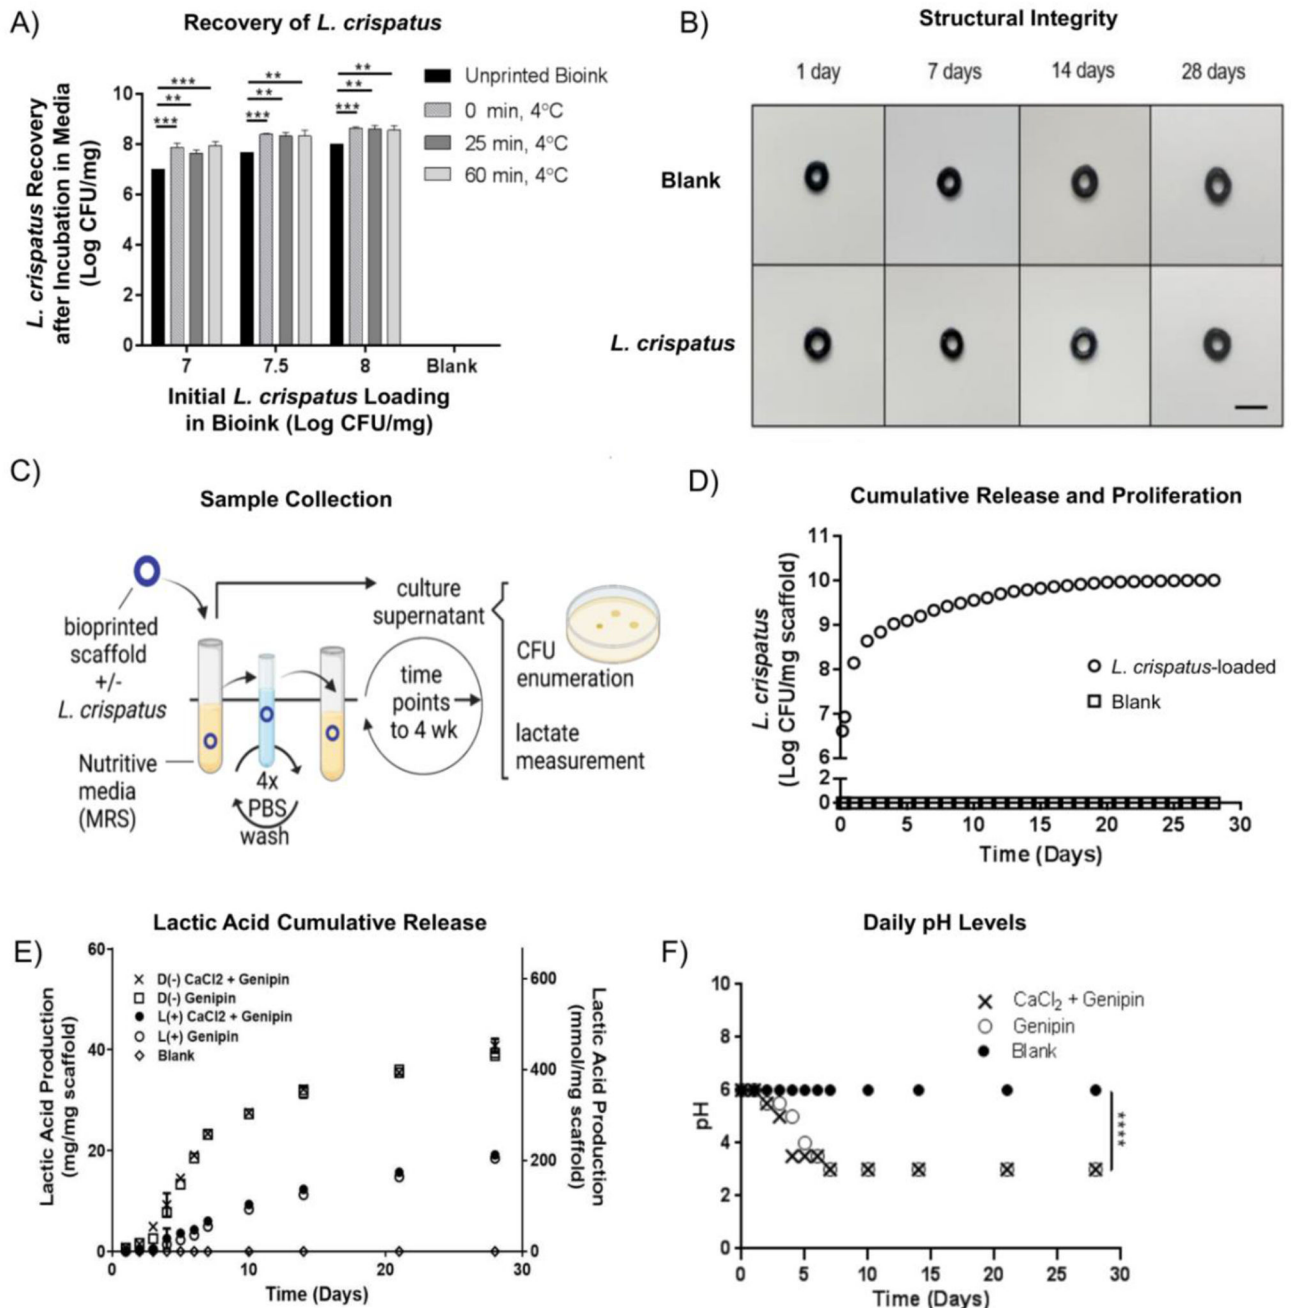 A)
Recovery of L. crispatus
L. crispatus Recovery
after Incubation in Media
(Log CFU/mg)
10
8
6
4
2
0
***
**
***
***
**
**
***
**
**
Unprinted Bioink
0 min, 4°C
25 min, 4°C
60 min, 4°C
7
7.5
8
Blank
Initial L. crispatus Loading
in Bioink (Log CFU/mg)
B)
Structural Integrity
1 day
7 days
14 days
28 days
Blank
L. crispatus
C)
Sample Collection
bioprinted
scaffold
+/-
L. crispatus
Nutritive
media
(MRS)
4x
PBS
wash
culture
supernatant
time
points
to 4 wk
CFU
enumeration
lactate
measurement
D)
Cumulative Release and Proliferation
L. crispatus
(Log CFU/mg scaffold)
11
10
9
8
7
6
2
0
L. crispatus-loaded
Blank
0
5
10
15
20
25
30
Time (Days)
E)
Lactic Acid Cumulative Release
Lactic Acid Production
(mg/mg scaffold)
60
40
20
0
D(-) CaCl2 + Genipin
D(-) Genipin
L(+) CaCl2 + Genipin
L(+) Genipin
Blank
600
400
200
0
Lactic Acid Production
(mmol/mg scaffold)
0
10
20
30
Time (Days)
F)
Daily pH Levels
pH
10
8
6
4
2
0
CaCl₂ + Genipin
Genipin
Blank
****
0
5
10
15
20
25
30
Time (Days)